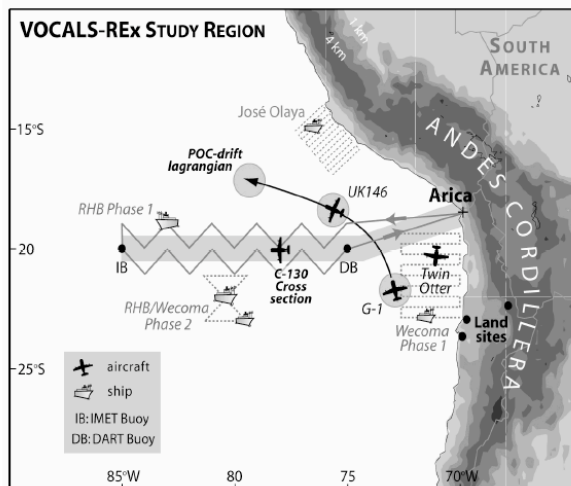 VOCALS-REx STUDY REGION
1 km
4 km
SOUTH
AMERICA
José Olaya
15°S
POC-drift
lagrangian
ANDES CORDILLERA
UK146
Arica
RHB Phase 1
20
IB
C-130
Cross
section
DB
Twin
Otter
RHB/Wecoma
Phase 2
G-1
Wecoma
Phase 1
Land
sites
25°S
aircraft
ship
IB: IMET Buoy
DB: DART Buoy
85°W
80
75
70°W